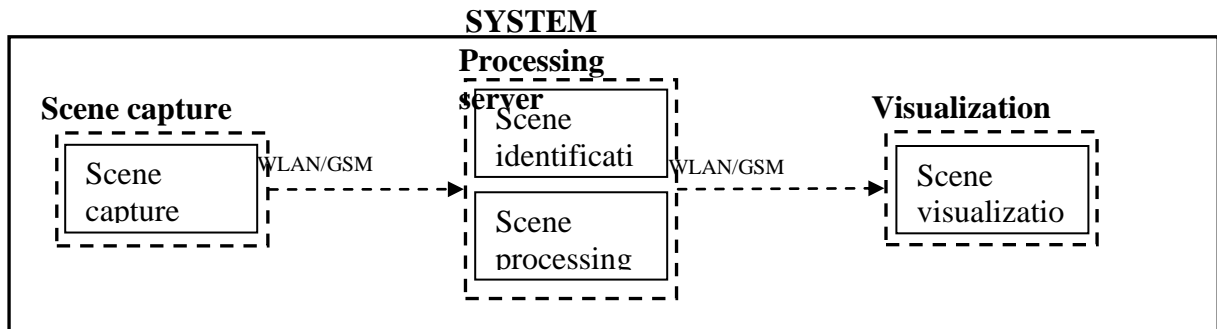 SYSTEM
Processing
server
Scene capture
Visualization
Scene
capture
WLAN/GSM
Scene
identificati
Scene
processing
WLAN/GSM
Scene
visualizatio